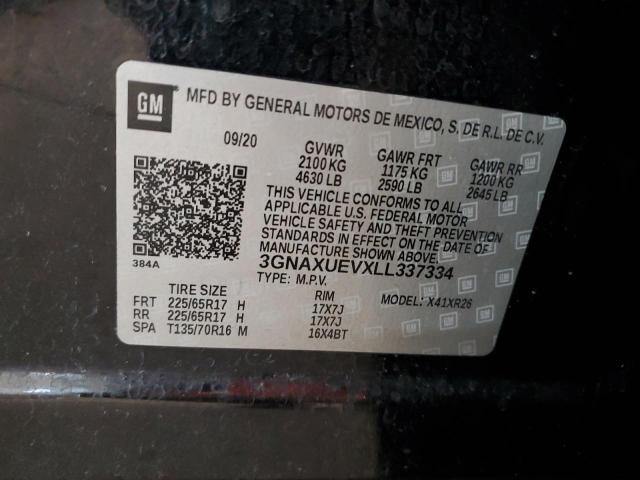 GM MFD BY GENERAL MOTORS DE MEXICO, S. DE R.L. DE C.V.
09/20 GVWR GAWR FRT GAWR RR
2100 KG 1175 KG 1200 KG
4630 LB 2590 LB 2645 LB
THIS VEHICLE CONFORMS TO ALL
APPLICABLE U.S. FEDERAL MOTOR
VEHICLE SAFETY AND THEFT PREVENTION
STANDARDS IN EFFECT ON THE DATE OF
MANUFACTURE SHOWN ABOVE.
384A 3GNAXUEVXLL337334
TYPE: M.P.V. MODEL: X41XR26
TIRE SIZE RIM
FRT 225/65R17 H 17X7J
RR 225/65R17 H 17X7J
SPA T135/70R16 M 16X4BT